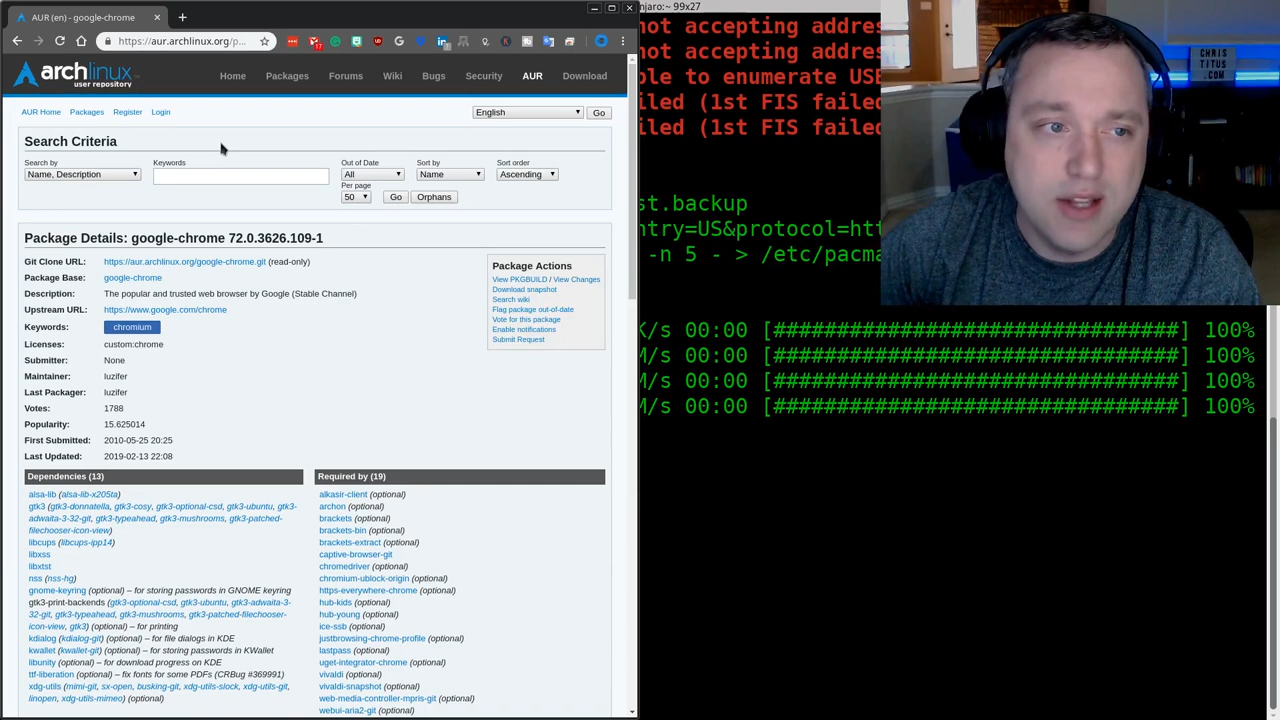 AUR (en) - google-chrome
https://aur.archlinux.org/p...
17
archlinux
user repository
Home Packages Forums Wiki Bugs Security AUR Download
AUR Home Packages Register Login
English Go
Search Criteria
Search by
Name, Description
Keywords
Out of Date
All
Sort by
Name
Sort order
Ascending
Per page
50 Go Orphans
Package Details: google-chrome 72.0.3626.109-1
Git Clone URL: https://aur.archlinux.org/google-chrome.git (read-only)
Package Base: google-chrome
Description: The popular and trusted web browser by Google (Stable Channel)
Upstream URL: https://www.google.com/chrome
Keywords: chromium
Licenses: custom:chrome
Submitter: None
Maintainer: luzifer
Last Packager: luzifer
Votes: 1788
Popularity: 15.625014
First Submitted: 2010-05-25 20:25
Last Updated: 2019-02-13 22:08
Package Actions
View PKGBUILD / View Changes
Download snapshot
Search wiki
Flag package out-of-date
Vote for this package
Enable notifications
Submit Request
Dependencies (13)
alsa-lib (alsa-lib-x205ta)
gtk3 (gtk3-donnatella, gtk3-cosy, gtk3-optional-csd, gtk3-ubuntu, gtk3-
adwaita-3-32-git, gtk3-typeahead, gtk3-mushrooms, gtk3-patched-
filechooser-icon-view)
libcups (libcups-ipp14)
libxss
libxtst
nss (nss-hg)
gnome-keyring (optional) – for storing passwords in GNOME keyring
gtk3-print-backends (gtk3-optional-csd, gtk3-ubuntu, gtk3-adwaita-3-
32-git, gtk3-typeahead, gtk3-mushrooms, gtk3-patched-filechooser-
icon-view, gtk3) (optional) – for printing
kdialog (kdialog-git) (optional) – for file dialogs in KDE
kwallet (kwallet-git) (optional) – for storing passwords in KWallet
libunity (optional) – for download progress on KDE
ttf-liberation (optional) – fix fonts for some PDFs (CRBug #369991)
xdg-utils (mimi-git, sx-open, busking-git, xdg-utils-slock, xdg-utils-git,
linopen, xdg-utils-mimeo) (optional)
Required by (19)
alkasir-client (optional)
archon (optional)
brackets (optional)
brackets-bin (optional)
brackets-extract (optional)
captive-browser-git
chromedriver (optional)
chromium-ublock-origin (optional)
https-everywhere-chrome (optional)
hub-kids (optional)
hub-young (optional)
ice-ssb (optional)
justbrowsing-chrome-profile (optional)
lastpass (optional)
uget-integrator-chrome (optional)
vivaldi (optional)
vivaldi-snapshot (optional)
web-media-controller-mpris-git (optional)
webui-aria2-git (optional)
njaro:~ 99x27
not accepting addres
not accepting addres
ble to enumerate USB
iled (1st FIS failed
iled (1st FIS failed
st.backup
ntry=US&protocol=htt
-n 5 - > /etc/pacma
K/s 00:00 [################################] 100%
M/s 00:00 [################################] 100%
M/s 00:00 [################################] 100%
M/s 00:00 [################################] 100%
CHRIS
TITUS
.COM